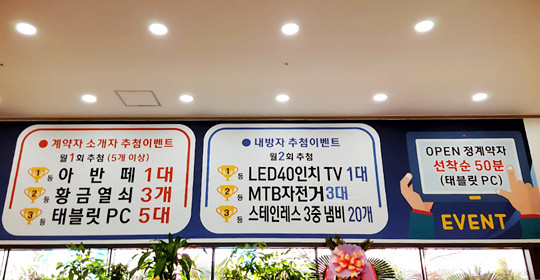 계약자 소개자 추첨이벤트
월1회 추첨 (5개 이상)
1등 아반떼 1대
2등 황금열쇠 3개
3등 태블릿PC 5대
내방자 추첨이벤트
월2회 추첨
1등 LED40인치TV 1대
2등 MTB자전거3대
3등 스테인레스 3중 냄비 20개
OPEN 정계약자
선착순 50분
(태블릿 PC)
EVENT